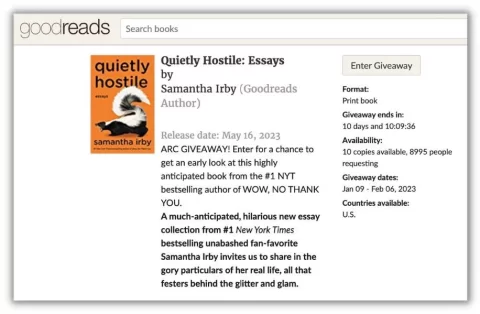 goodreads
Search books
quietly
hostile
essays
samantha irby
Quietly Hostile: Essays
by
Samantha Irby (Goodreads
Author)
Release date: May 16, 2023
ARC GIVEAWAY! Enter for a chance to
get an early look at this highly
anticipated book from the #1 NYT
bestselling author of WOW, NO THANK
YOU.
A much-anticipated, hilarious new essay
collection from #1 New York Times
bestselling unabashed fan-favorite
Samantha Irby invites us to share in the
gory particulars of her real life, all that
festers behind the glitter and glam.
Enter Giveaway
Format:
Print book
Giveaway ends in:
10 days and 10:09:36
Availability:
10 copies available, 8995 people
requesting
Giveaway dates:
Jan 09 - Feb 06, 2023
Countries available:
U.S.